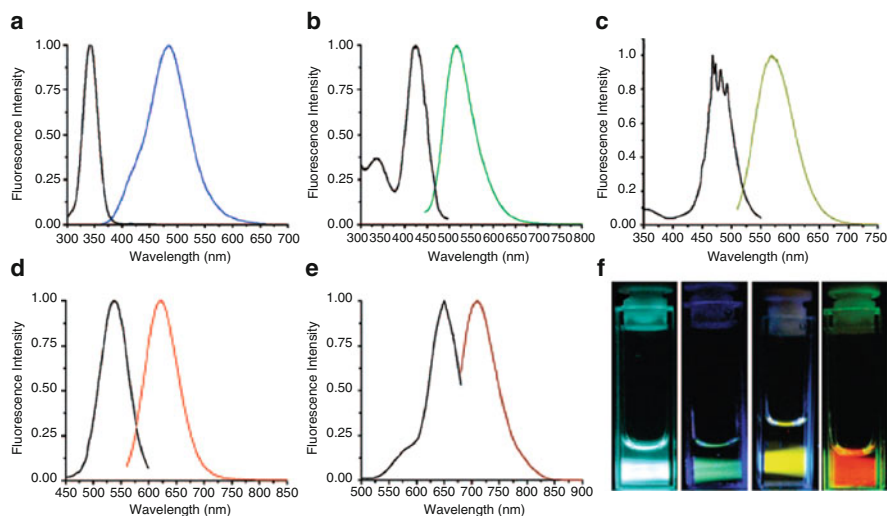 a
1.00
0.75
0.50
0.25
0.00
Fluorescence Intensity
300 350 400 450 500 550 600 650 700
Wavelength (nm)
b
1.00
0.75
0.50
0.25
0.00
Fluorescence Intensity
300 350 400 450 500 550 600 650 700 750 800
Wavelength (nm)
c
1.0
0.8
0.6
0.4
0.2
0.00
Fluorescence Intensity
350 400 450 500 550 600 650 700 750
Wavelength (nm)
d
1.00
0.75
0.50
0.25
0.00
Fluorescence Intensity
450 500 550 600 650 700 750 800 850
Wavelength (nm)
e
1.00
0.75
0.50
0.25
0.00
Fluorescence Intensity
500 550 600 650 700 750 800 850 900
Wavelength (nm)
f